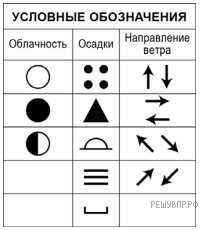 УСЛОВНЫЕ ОБОЗНАЧЕНИЯ
Облачность Осадки Направление ветра
РЕШУВПР.РФ